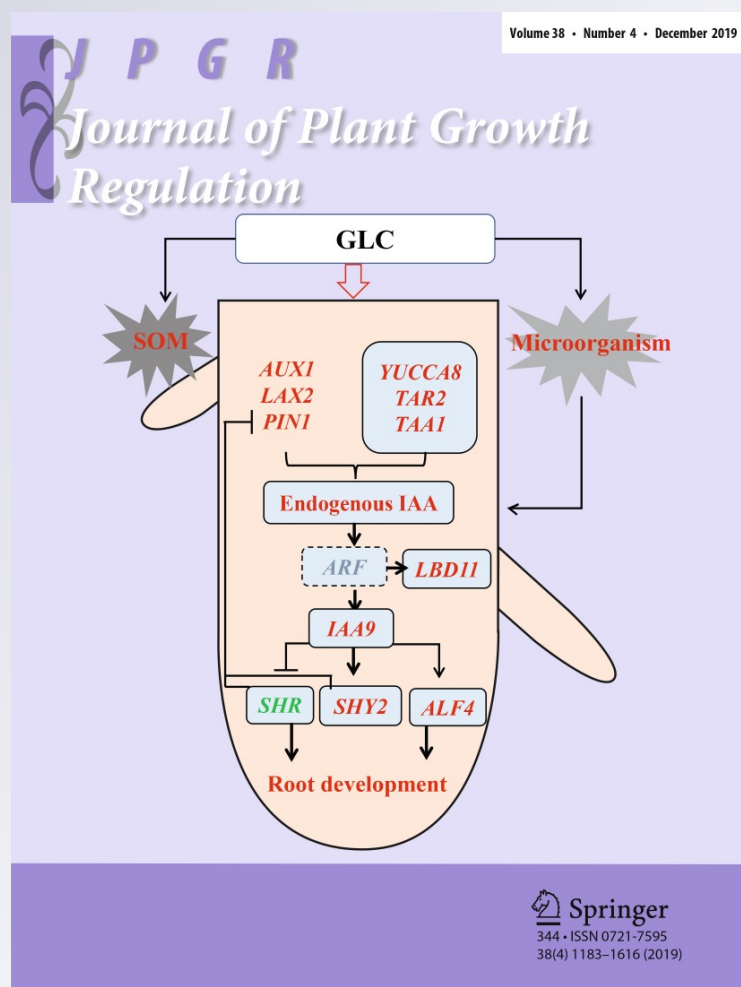 Volume 38 • Number 4 • December 2019
J P G R
Journal of Plant Growth
Regulation
GLC
SOM
Microorganism
AUX1
LAX2
PIN1
YUCCA8
TAR2
TAA1
Endogenous IAA
ARF
LBD11
IAA9
SHR
SHY2
ALF4
Root development
Springer
344 • ISSN 0721-7595
38(4) 1183–1616 (2019)